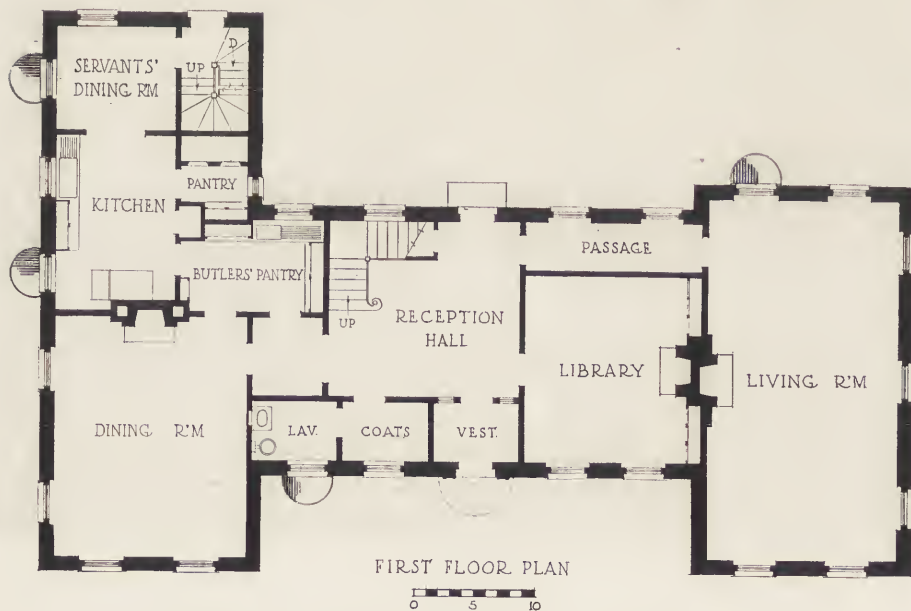 SERVANTS'
DINING R'M
UP
D
PANTRY
KITCHEN
BUTLERS' PANTRY
PASSAGE
UP
RECEPTION
HALL
LIBRARY
LIVING R'M
DINING R'M
LAV.
COATS
VEST.
FIRST FLOOR PLAN
0 5 10